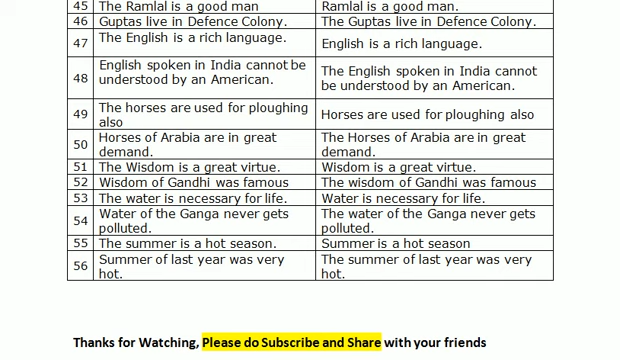 45 The Ramlal is a good man Ramlal is a good man.
46 Guptas live in Defence Colony. The Guptas live in Defence Colony.
47 The English is a rich language. English is a rich language.
48 English spoken in India cannot be The English spoken in India cannot
understood by an American. be understood by an American.
49 The horses are used for ploughing Horses are used for ploughing also
also
50 Horses of Arabia are in great The Horses of Arabia are in great
demand. demand.
51 The Wisdom is a great virtue. Wisdom is a great virtue.
52 Wisdom of Gandhi was famous The wisdom of Gandhi was famous
53 The water is necessary for life. Water is necessary for life.
54 Water of the Ganga never gets The water of the Ganga never gets
polluted. polluted.
55 The summer is a hot season. Summer is a hot season
56 Summer of last year was very The summer of last year was very
hot. hot.
Thanks for Watching, Please do Subscribe and Share with your friends